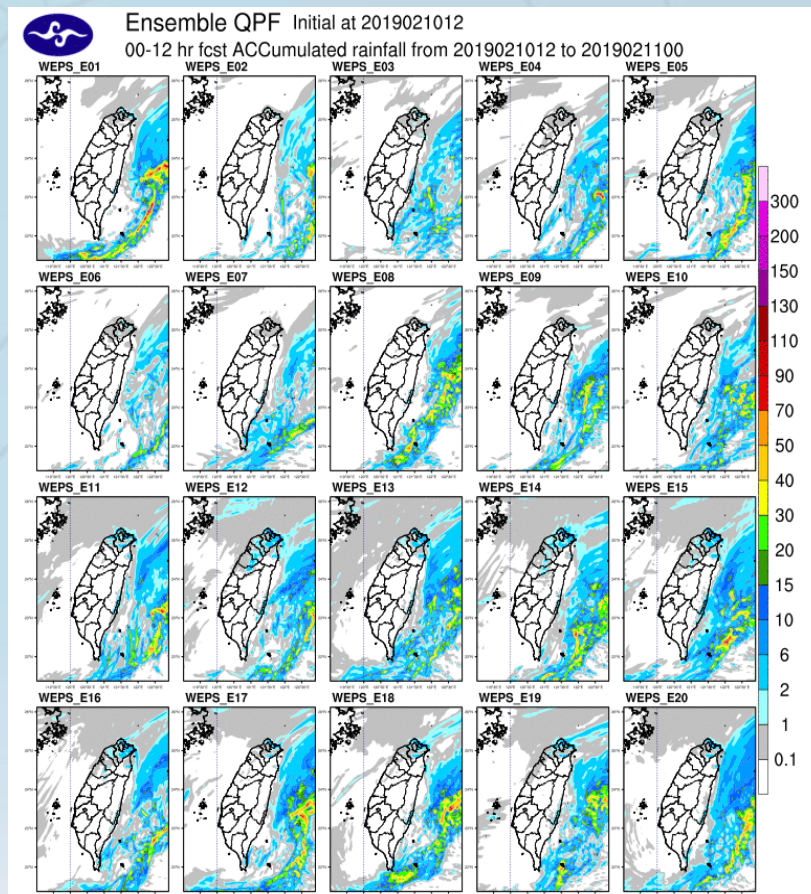 Ensemble QPF Initial at 2019021012
00-12 hr fcst ACCumulated rainfall from 2019021012 to 2019021100
WEPS_E01 WEPS_E02 WEPS_E03 WEPS_E04 WEPS_E05
WEPS_E06 WEPS_E07 WEPS_E08 WEPS_E09 WEPS_E10
WEPS_E11 WEPS_E12 WEPS_E13 WEPS_E14 WEPS_E15
WEPS_E16 WEPS_E17 WEPS_E18 WEPS_E19 WEPS_E20
300
200
150
130
110
90
70
50
40
30
20
15
10
6
2
1
0.1